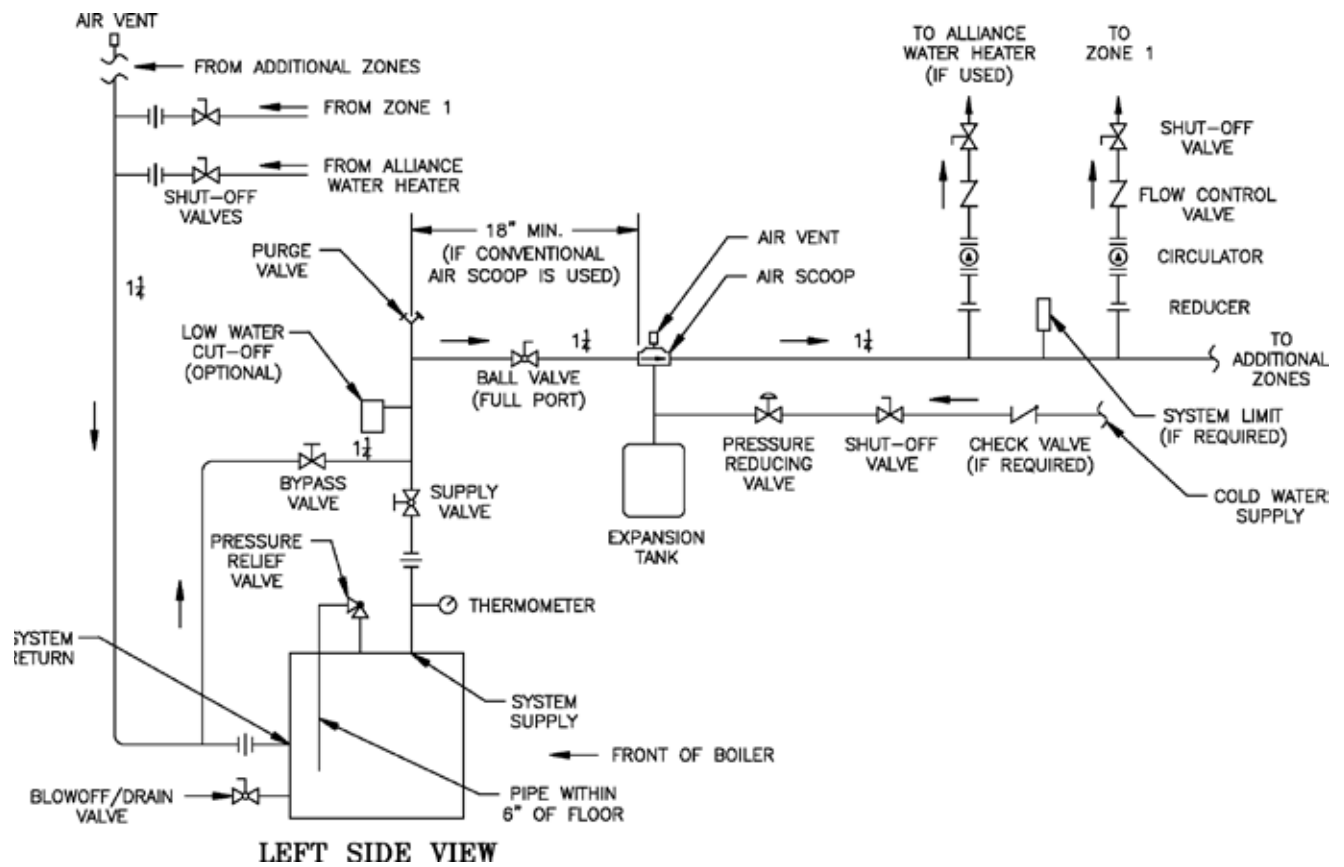 AIR VENT
FROM ADDITIONAL ZONES
FROM ZONE 1
FROM ALLIANCE
WATER HEATER
SHUT-OFF
VALVES
TO ALLIANCE
WATER HEATER
(IF USED)
TO
ZONE 1
SHUT-OFF
VALVE
FLOW CONTROL
VALVE
CIRCULATOR
REDUCER
TO
ADDITIONAL
ZONES
18" MIN.
(IF CONVENTIONAL
AIR SCOOP IS USED)
AIR VENT
AIR SCOOP
PURGE
VALVE
1¼
LOW WATER
CUT-OFF
(OPTIONAL)
BALL VALVE
(FULL PORT)
1¼
1¼
1¼
BYPASS
VALVE
SUPPLY
VALVE
PRESSURE
REDUCING
VALVE
SHUT-OFF
VALVE
CHECK VALVE
(IF REQUIRED)
SYSTEM LIMIT
(IF REQUIRED)
COLD WATER
SUPPLY
EXPANSION
TANK
PRESSURE
RELIEF
VALVE
THERMOMETER
SYSTEM
RETURN
SYSTEM
SUPPLY
FRONT OF BOILER
BLOWOFF/DRAIN
VALVE
PIPE WITHIN
6" OF FLOOR
LEFT SIDE VIEW